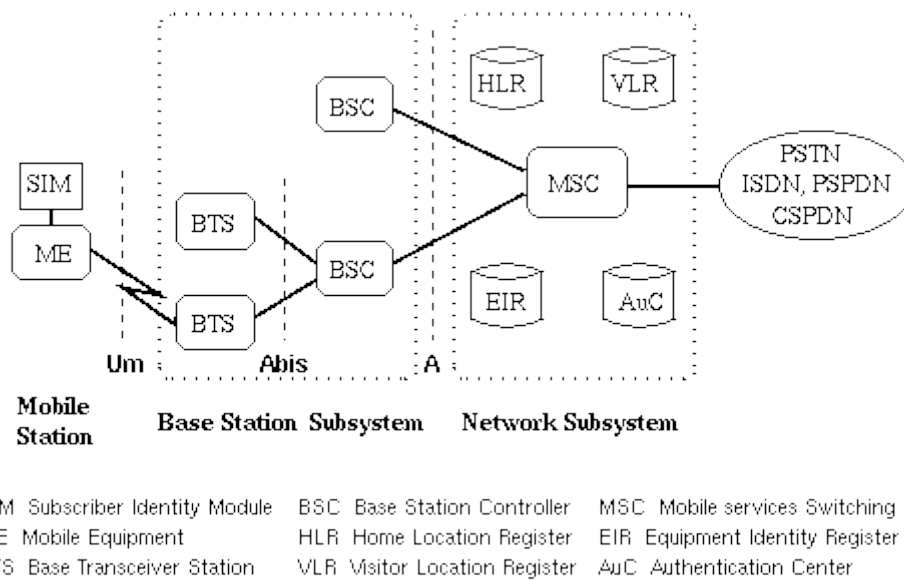 HLR
VLR
BSC
PSTN
ISDN, PSPDN
CSPDN
SIM
MSC
BTS
ME
BSC
EIR
AuC
BTS
Um
Abis
A
Mobile
Station
Base Station Subsystem
Network Subsystem
M Subscriber Identity Module BSC Base Station Controller MSC Mobile services Switching
E Mobile Equipment HLR Home Location Register EIR Equipment Identity Register
TS Base Transceiver Station VLR Visitor Location Register AuC Authentication Center